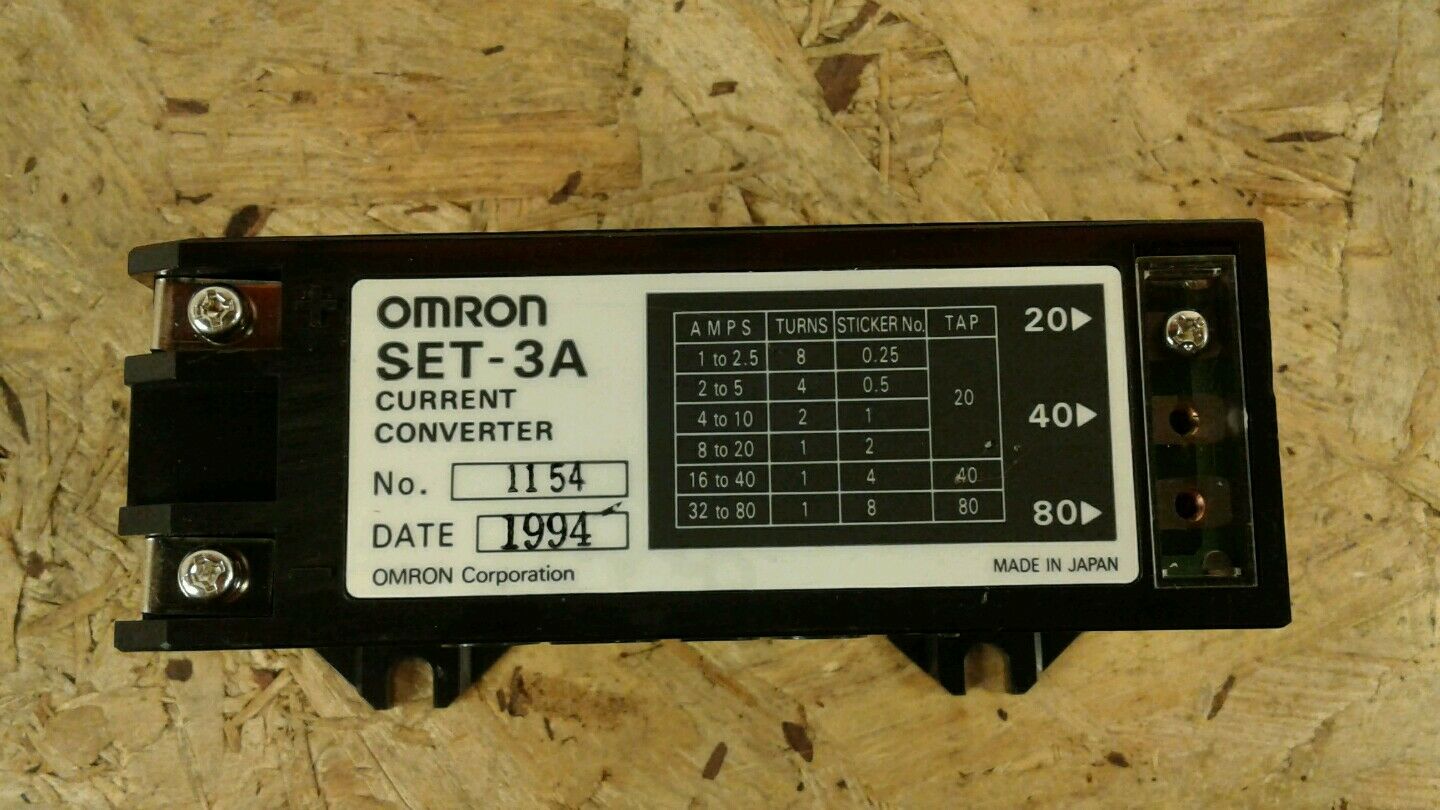 OMRON
SET-3A
CURRENT
CONVERTER
No. 1154
DATE 1994
OMRON Corporation
AMPS TURNS STICKER No. TAP
1 to 2.5 8 0.25
2 to 5 4 0.5
4 to 10 2 1 20
8 to 20 1 2
16 to 40 1 4 40
32 to 80 1 8 80
20▶
40▶
80▶
MADE IN JAPAN
+